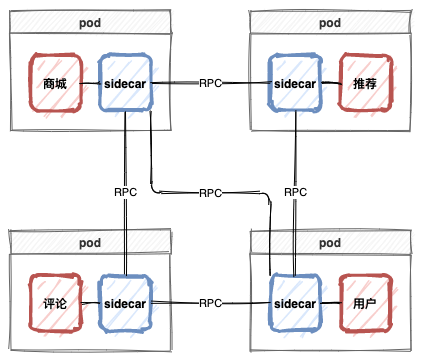 pod
pod
商城
sidecar
RPC
sidecar
推荐
RPC
RPC
RPC
pod
pod
评论
sidecar
RPC
sidecar
用户